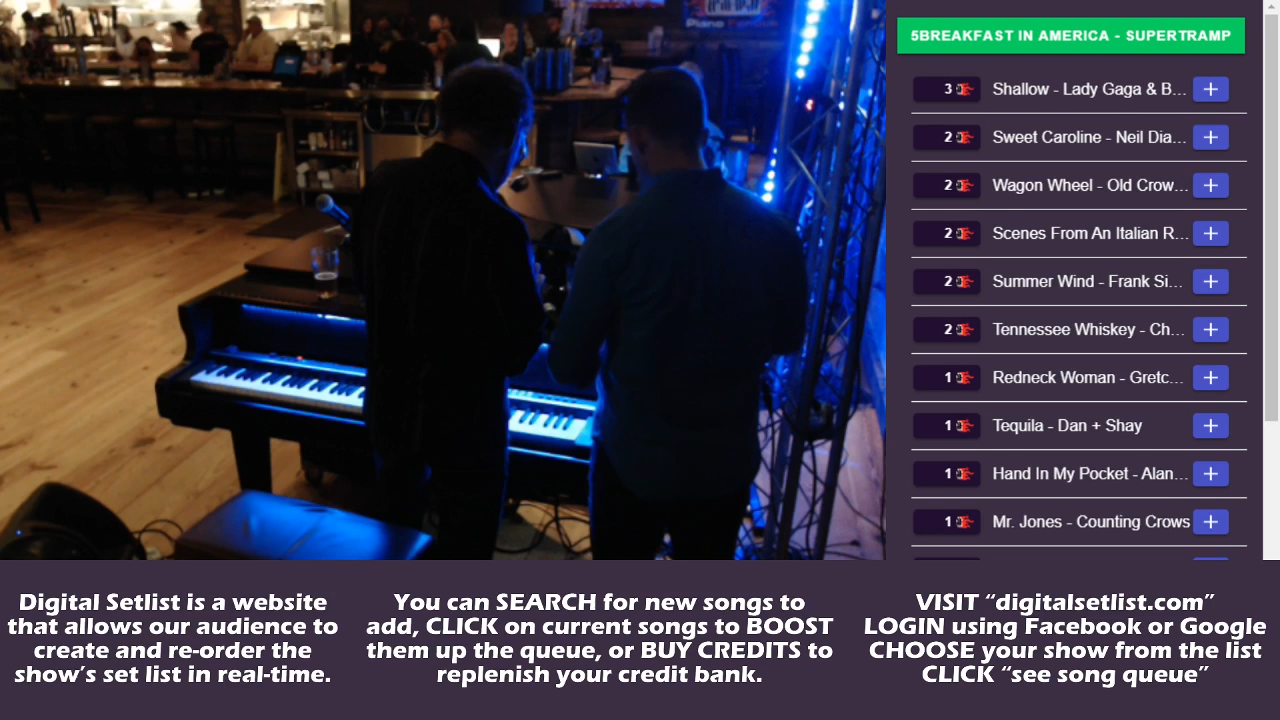 Piano
5BREAKFAST IN AMERICA - SUPERTRAMP
3 Shallow - Lady Gaga & B...
2 Sweet Caroline - Neil Dia...
2 Wagon Wheel - Old Crow...
2 Scenes From An Italian R...
2 Summer Wind - Frank Si...
2 Tennessee Whiskey - Ch...
1 Redneck Woman - Gretc...
1 Tequila - Dan + Shay
1 Hand In My Pocket - Alan...
1 Mr. Jones - Counting Crows
Digital Setlist is a website
that allows our audience to
create and re-order the
show's set list in real-time.
You can SEARCH for new songs to
add, CLICK on current songs to BOOST
them up the queue, or BUY CREDITS to
replenish your credit bank.
VISIT “digitalsetlist.com”
LOGIN using Facebook or Google
CHOOSE your show from the list
CLICK “see song queue”